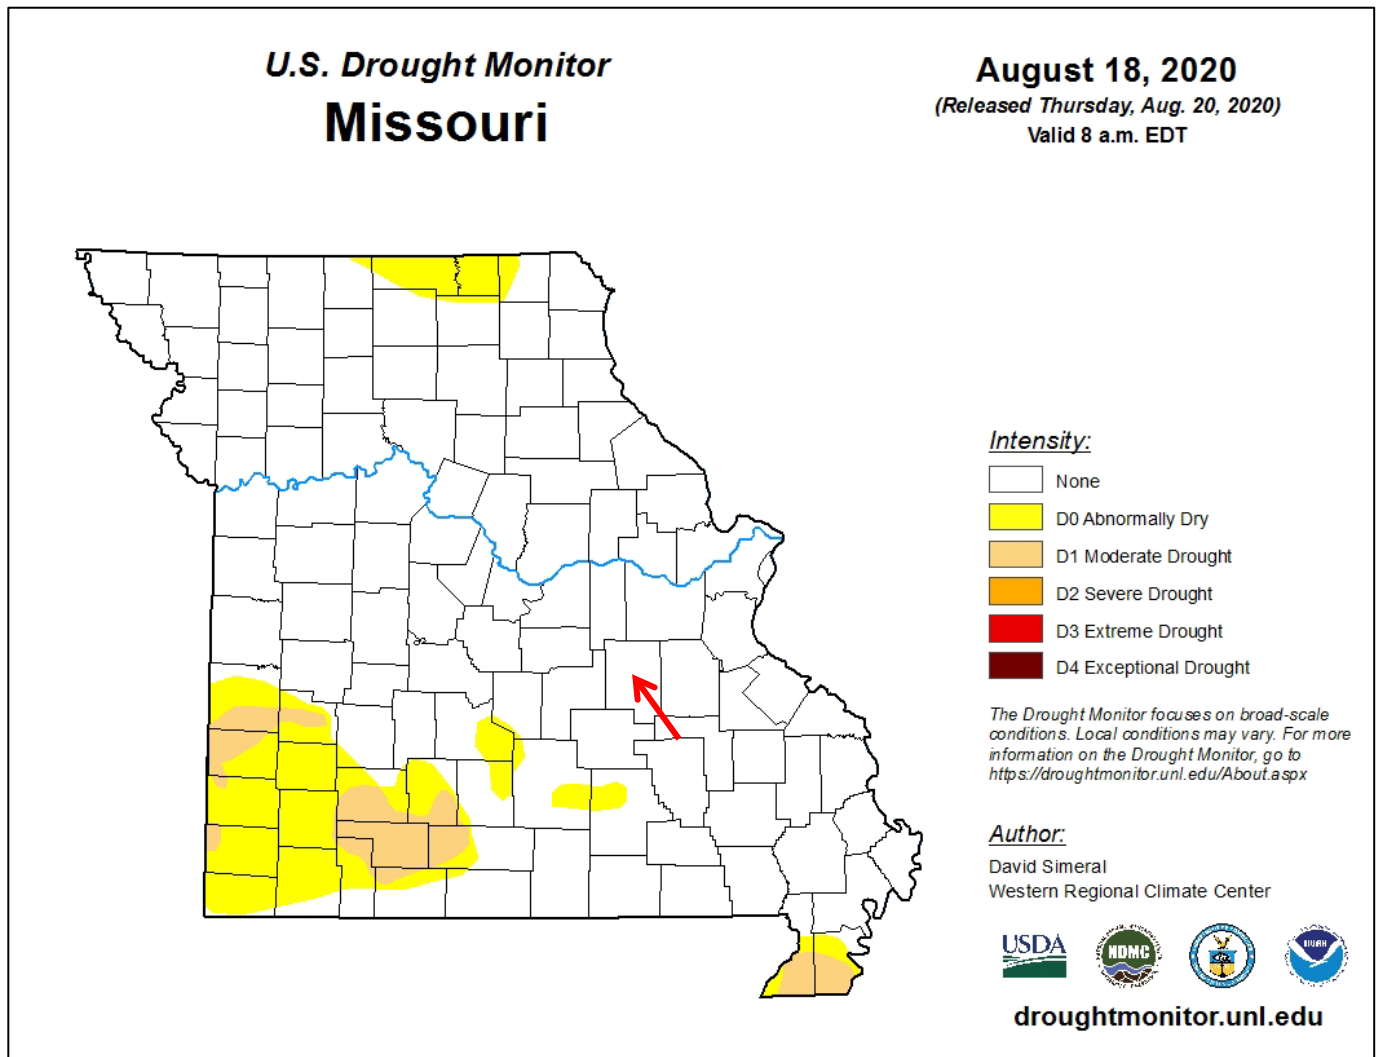 U.S. Drought Monitor
Missouri
August 18, 2020
(Released Thursday, Aug. 20, 2020)
Valid 8 a.m. EDT
Intensity:
None
D0 Abnormally Dry
D1 Moderate Drought
D2 Severe Drought
D3 Extreme Drought
D4 Exceptional Drought
The Drought Monitor focuses on broad-scale
conditions. Local conditions may vary. For more
information on the Drought Monitor, go to
https://droughtmonitor.unl.edu/About.aspx
Author:
David Simeral
Western Regional Climate Center
USDA
NDMC
NOAA
droughtmonitor.unl.edu